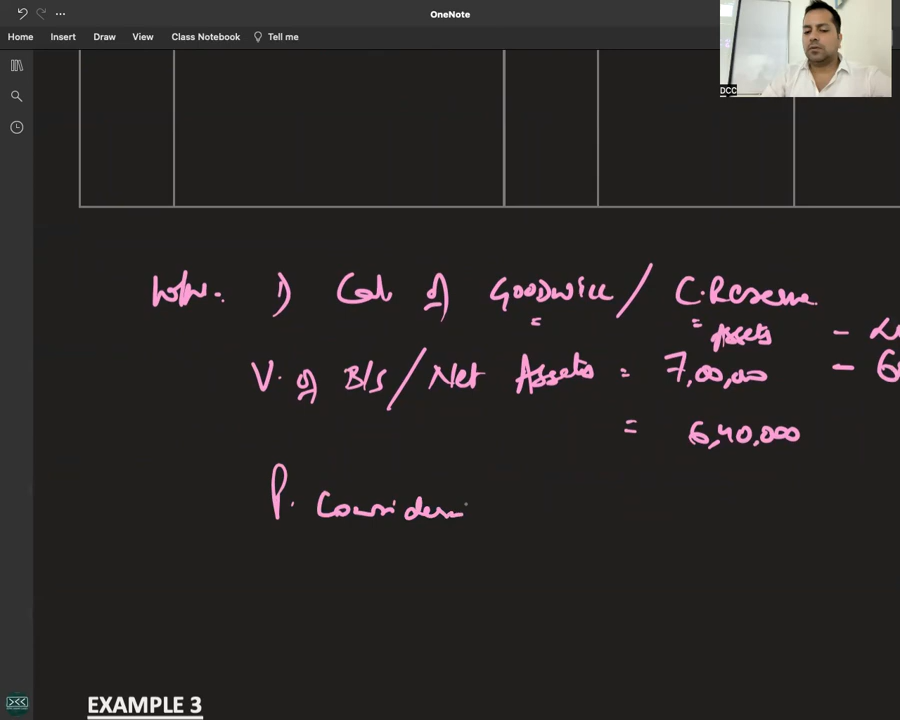 OneNote
Home Insert Draw View Class Notebook Tell me
DCC
W/N. 1) Cal of Goodwill / C.Reserve.
Assets -
V. of B/s / Net Assets = 7,00,000 - 6
= 6,40,000
P. Consider
EXAMPLE 3